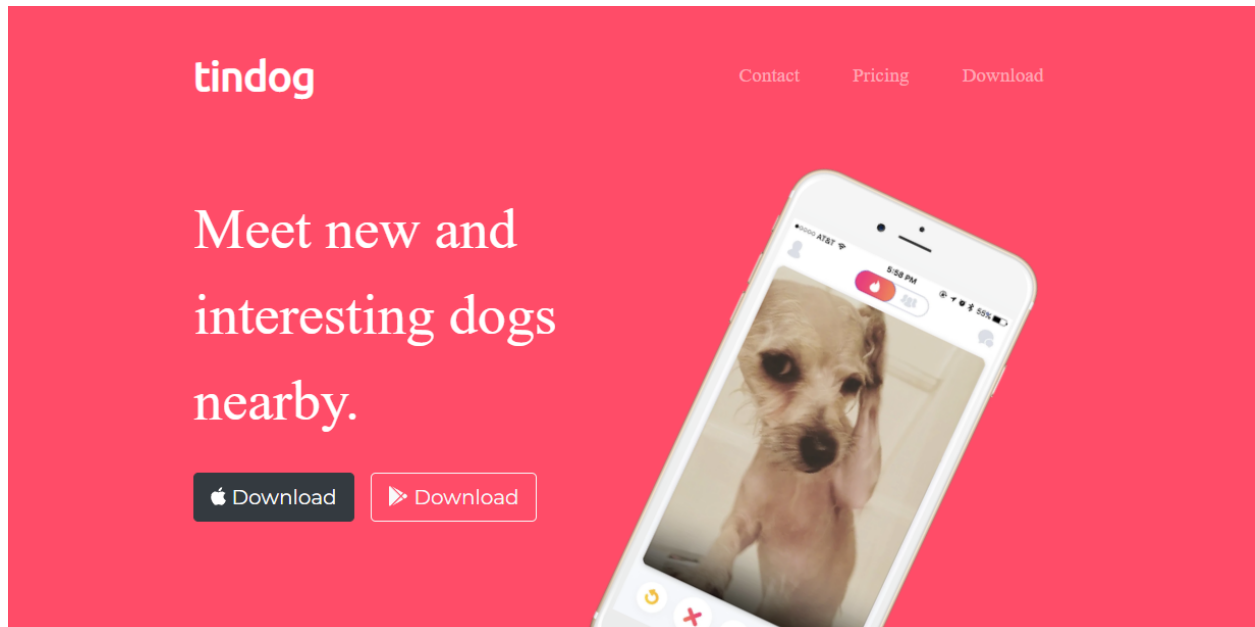 tindog
Contact Pricing Download
Meet new and
interesting dogs
nearby.
Download Download
AT&T 5:58 PM 55%